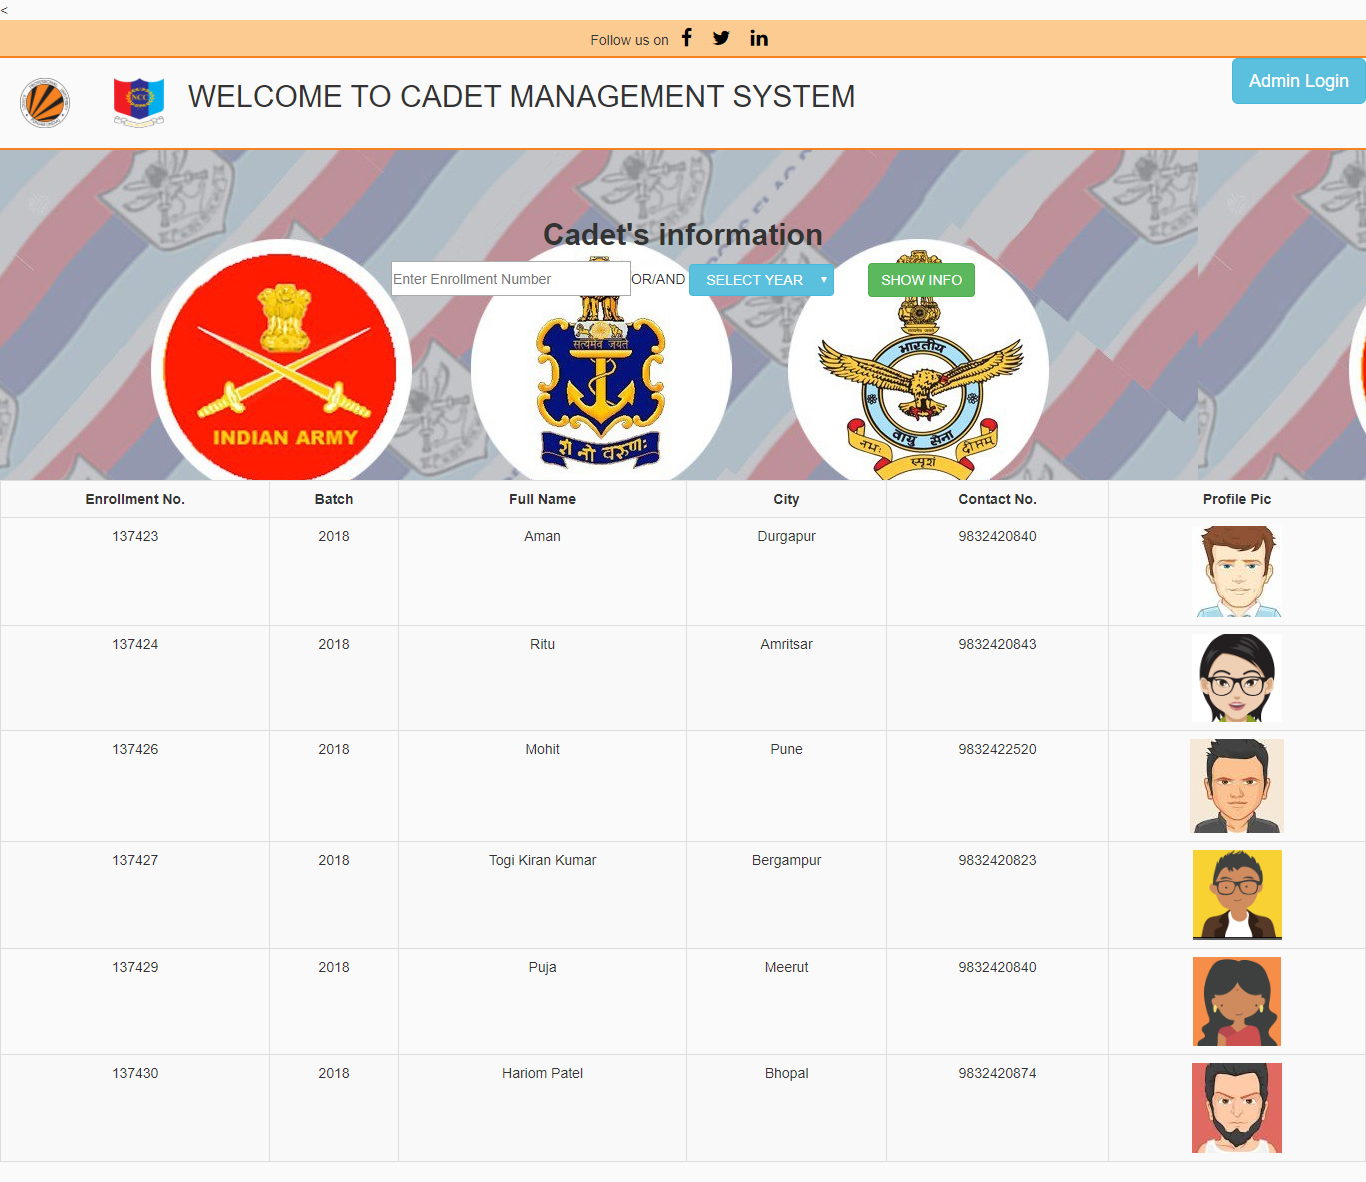 <
Follow us on
NCC
WELCOME TO CADET MANAGEMENT SYSTEM
Admin Login
Cadet's information
Enter Enrollment Number OR/AND SELECT YEAR SHOW INFO
सत्यमेव जयते
भारतीय
वायु सेना
INDIAN ARMY
शं नो वरुणः
नभः स्पृशं दीप्तम्
Enrollment No. Batch Full Name City Contact No. Profile Pic
137423 2018 Aman Durgapur 9832420840
137424 2018 Ritu Amritsar 9832420843
137426 2018 Mohit Pune 9832422520
137427 2018 Togi Kiran Kumar Bergampur 9832420823
137429 2018 Puja Meerut 9832420840
137430 2018 Hariom Patel Bhopal 9832420874